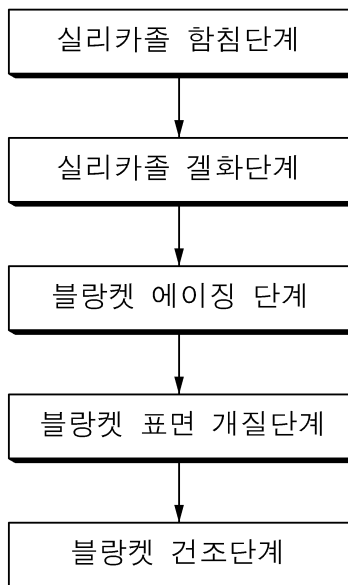 실리카졸 함침단계
실리카졸 겔화단계
블랑켓 에이징 단계
블랑켓 표면 개질단계
블랑켓 건조단계